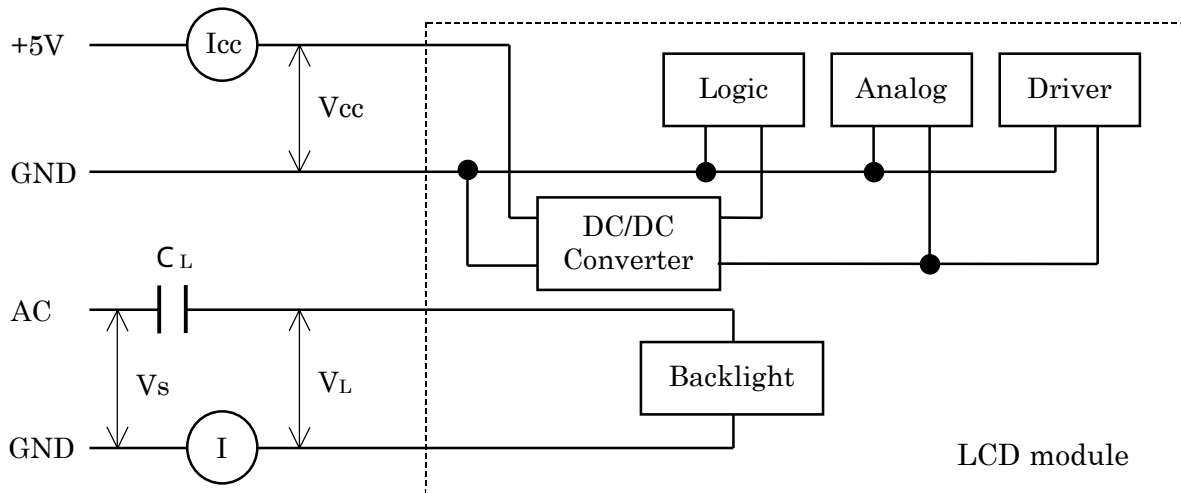 +5V
Icc
Vcc
GND
Logic
Analog
Driver
DC/DC
Converter
CL
AC
Vs
VL
Backlight
GND
I
LCD module